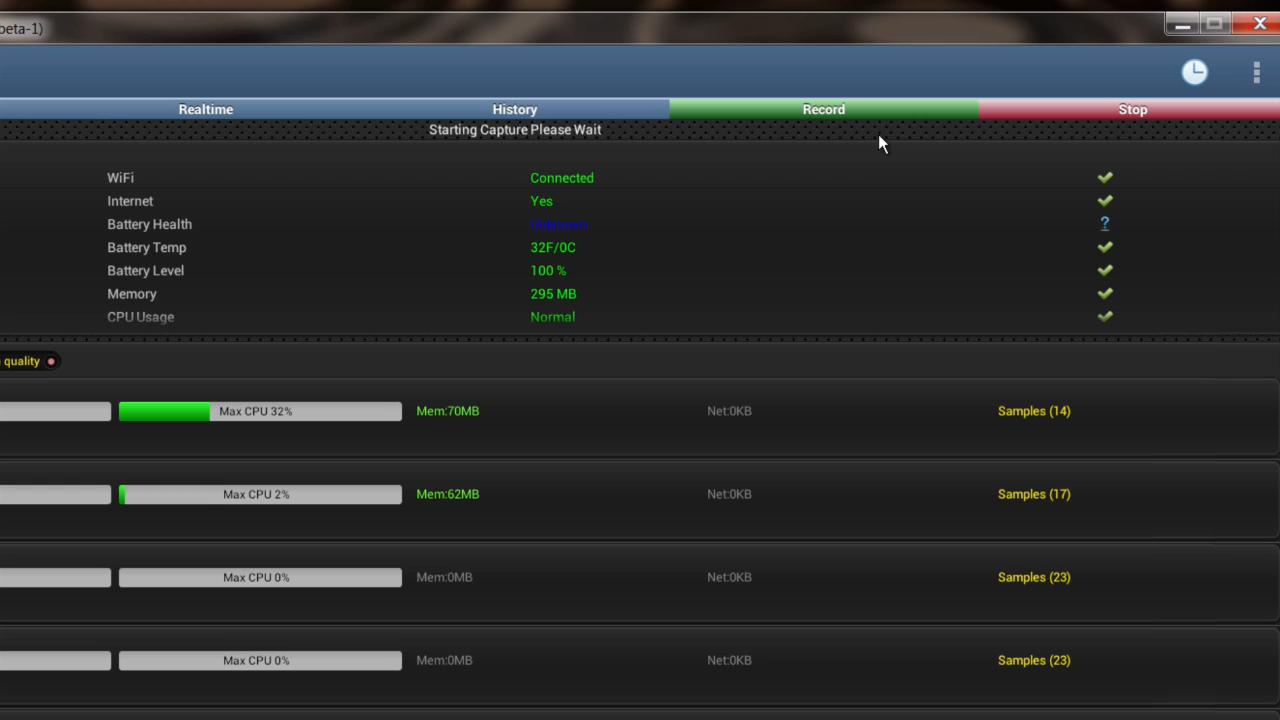 beta-1)
Realtime History Record Stop
Starting Capture Please Wait
WiFi Connected
Internet Yes
Battery Health Unknown ?
Battery Temp 32F/0C
Battery Level 100 %
Memory 295 MB
CPU Usage Normal
quality
Max CPU 32% Mem:70MB Net:0KB Samples (14)
Max CPU 2% Mem:62MB Net:0KB Samples (17)
Max CPU 0% Mem:0MB Net:0KB Samples (23)
Max CPU 0% Mem:0MB Net:0KB Samples (23)